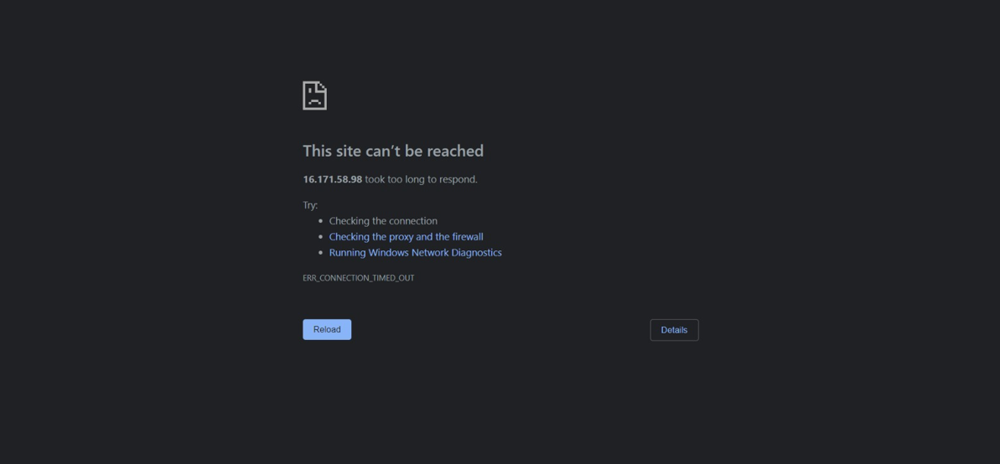 This site can’t be reached
16.171.58.98 took too long to respond.
Try:
Checking the connection
Checking the proxy and the firewall
Running Windows Network Diagnostics
ERR_CONNECTION_TIMED_OUT
Reload
Details